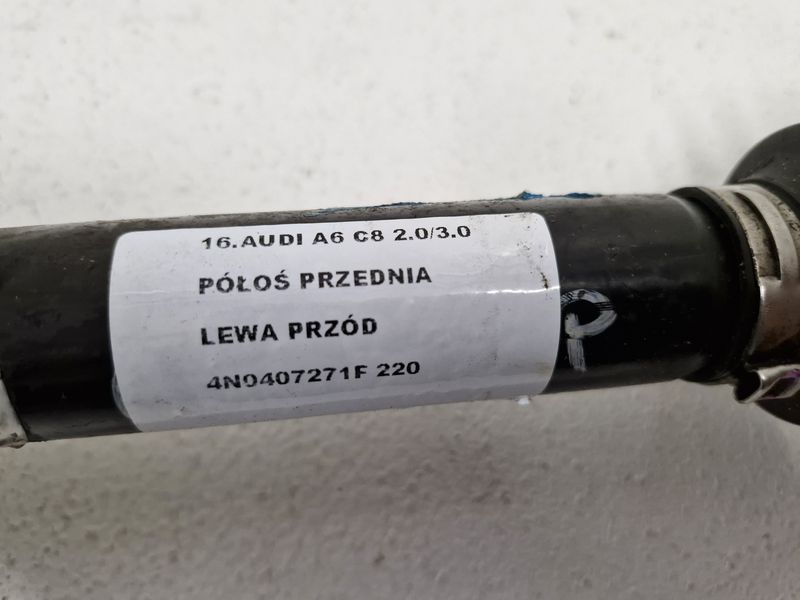 16.AUDI A6 C8 2.0/3.0
PÓŁOŚ PRZEDNIA
LEWA PRZÓD
4N0407271F 220
P